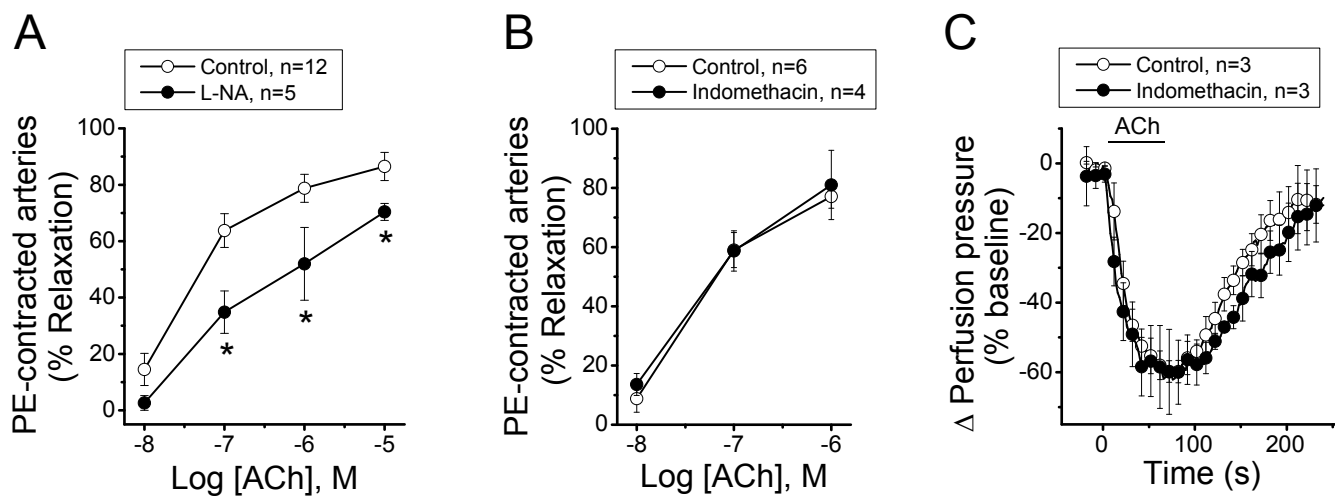 A
Control, n=12
L-NA, n=5
PE-contracted arteries
(% Relaxation)
100
80
60
40
20
0
*
*
*
-8
-7
-6
-5
Log [ACh], M
B
Control, n=6
Indomethacin, n=4
PE-contracted arteries
(% Relaxation)
100
80
60
40
20
0
-8
-7
-6
Log [ACh], M
C
Control, n=3
Indomethacin, n=3
ACh
Δ Perfusion pressure
(% baseline)
0
-20
-40
-60
0
100
200
Time (s)